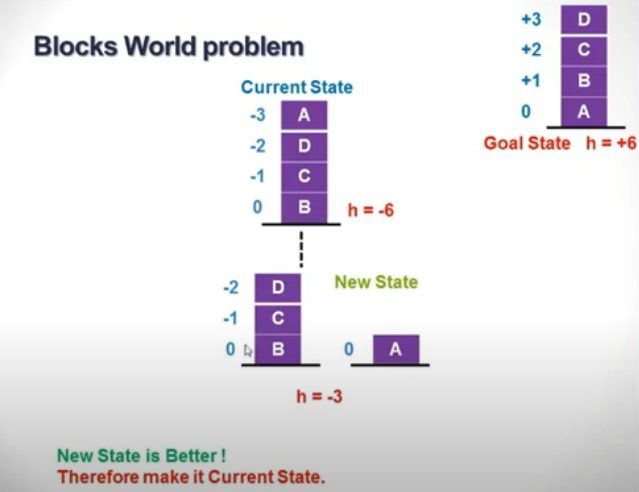 Blocks World problem
+3 D
+2 C
+1 B
0 A
Goal State h = +6
Current State
-3 A
-2 D
-1 C
0 B h = -6
-2 D New State
-1 C
0 B 0 A
h = -3
New State is Better !
Therefore make it Current State.